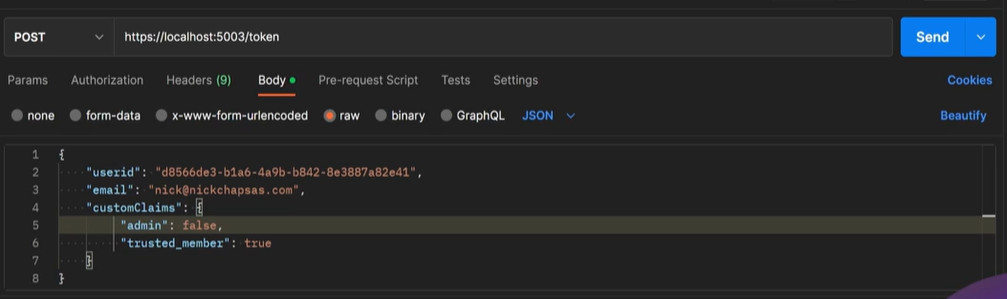 POST https://localhost:5003/token Send
Params Authorization Headers (9) Body Pre-request Script Tests Settings Cookies
none form-data x-www-form-urlencoded raw binary GraphQL JSON Beautify
1 {
2 "userid": "d8566de3-b1a6-4a9b-b842-8e3887a82e41",
3 "email": "nick@nickchapsas.com",
4 "customClaims": {
5 "admin": false,
6 "trusted_member": true
7 }
8 }